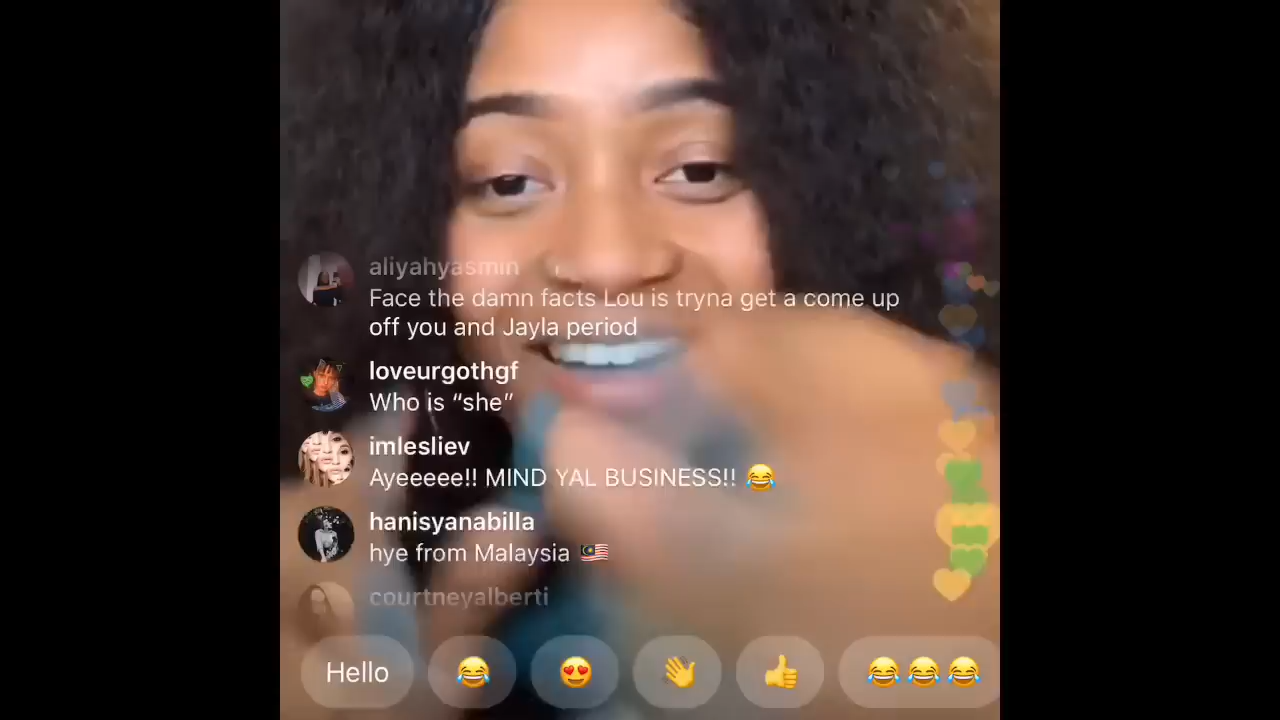 aliyahyasmin
Face the damn facts Lou is tryna get a come up
off you and Jayla period
loveurgothgf
Who is “she”
imlesliev
Ayeeeee!! MIND YAL BUSINESS!! 😂
hanisyanabilla
hye from Malaysia 🇲🇾
courtneyalberti
Hello 😂 😍 👋 👍 😂😂😂